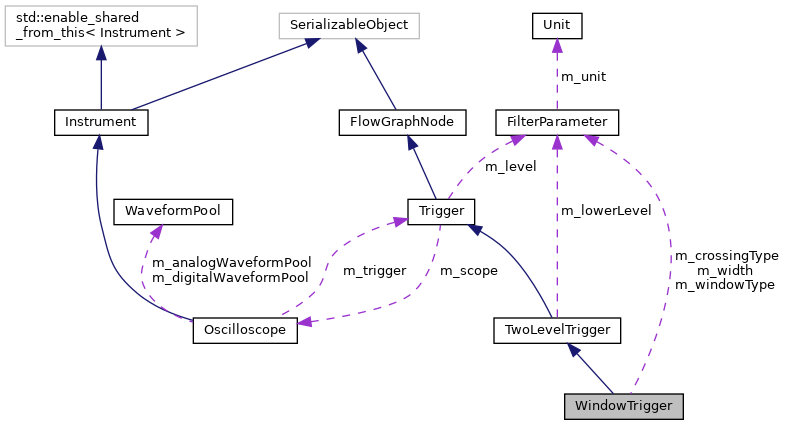 std::enable_shared
_from_this< Instrument >
SerializableObject
Unit
m_unit
Instrument
FlowGraphNode
FilterParameter
m_level
WaveformPool
Trigger
m_lowerLevel
m_analogWaveformPool
m_digitalWaveformPool
m_trigger
m_scope
m_crossingType
m_width
m_windowType
Oscilloscope
TwoLevelTrigger
WindowTrigger